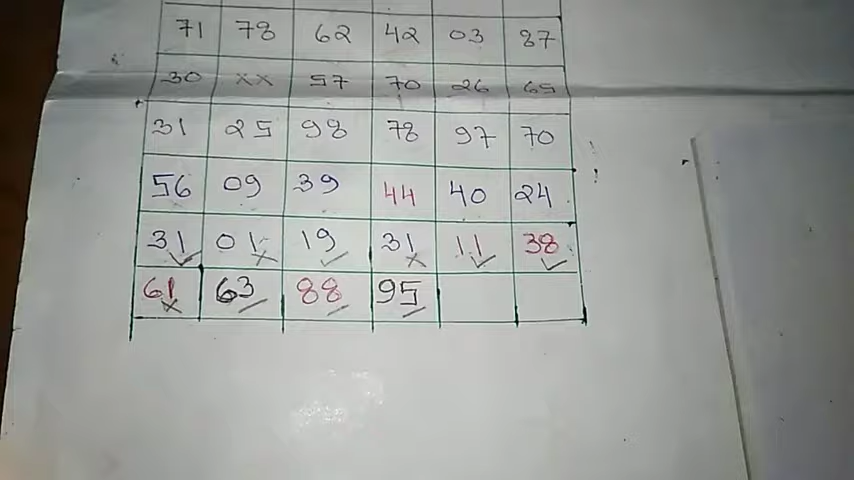 71 78 62 42 03 87
30 xx 57 70 26 65
31 25 98 78 97 70
56 09 39 44 40 24
31 01 19 31 11 38
61 63 88 95